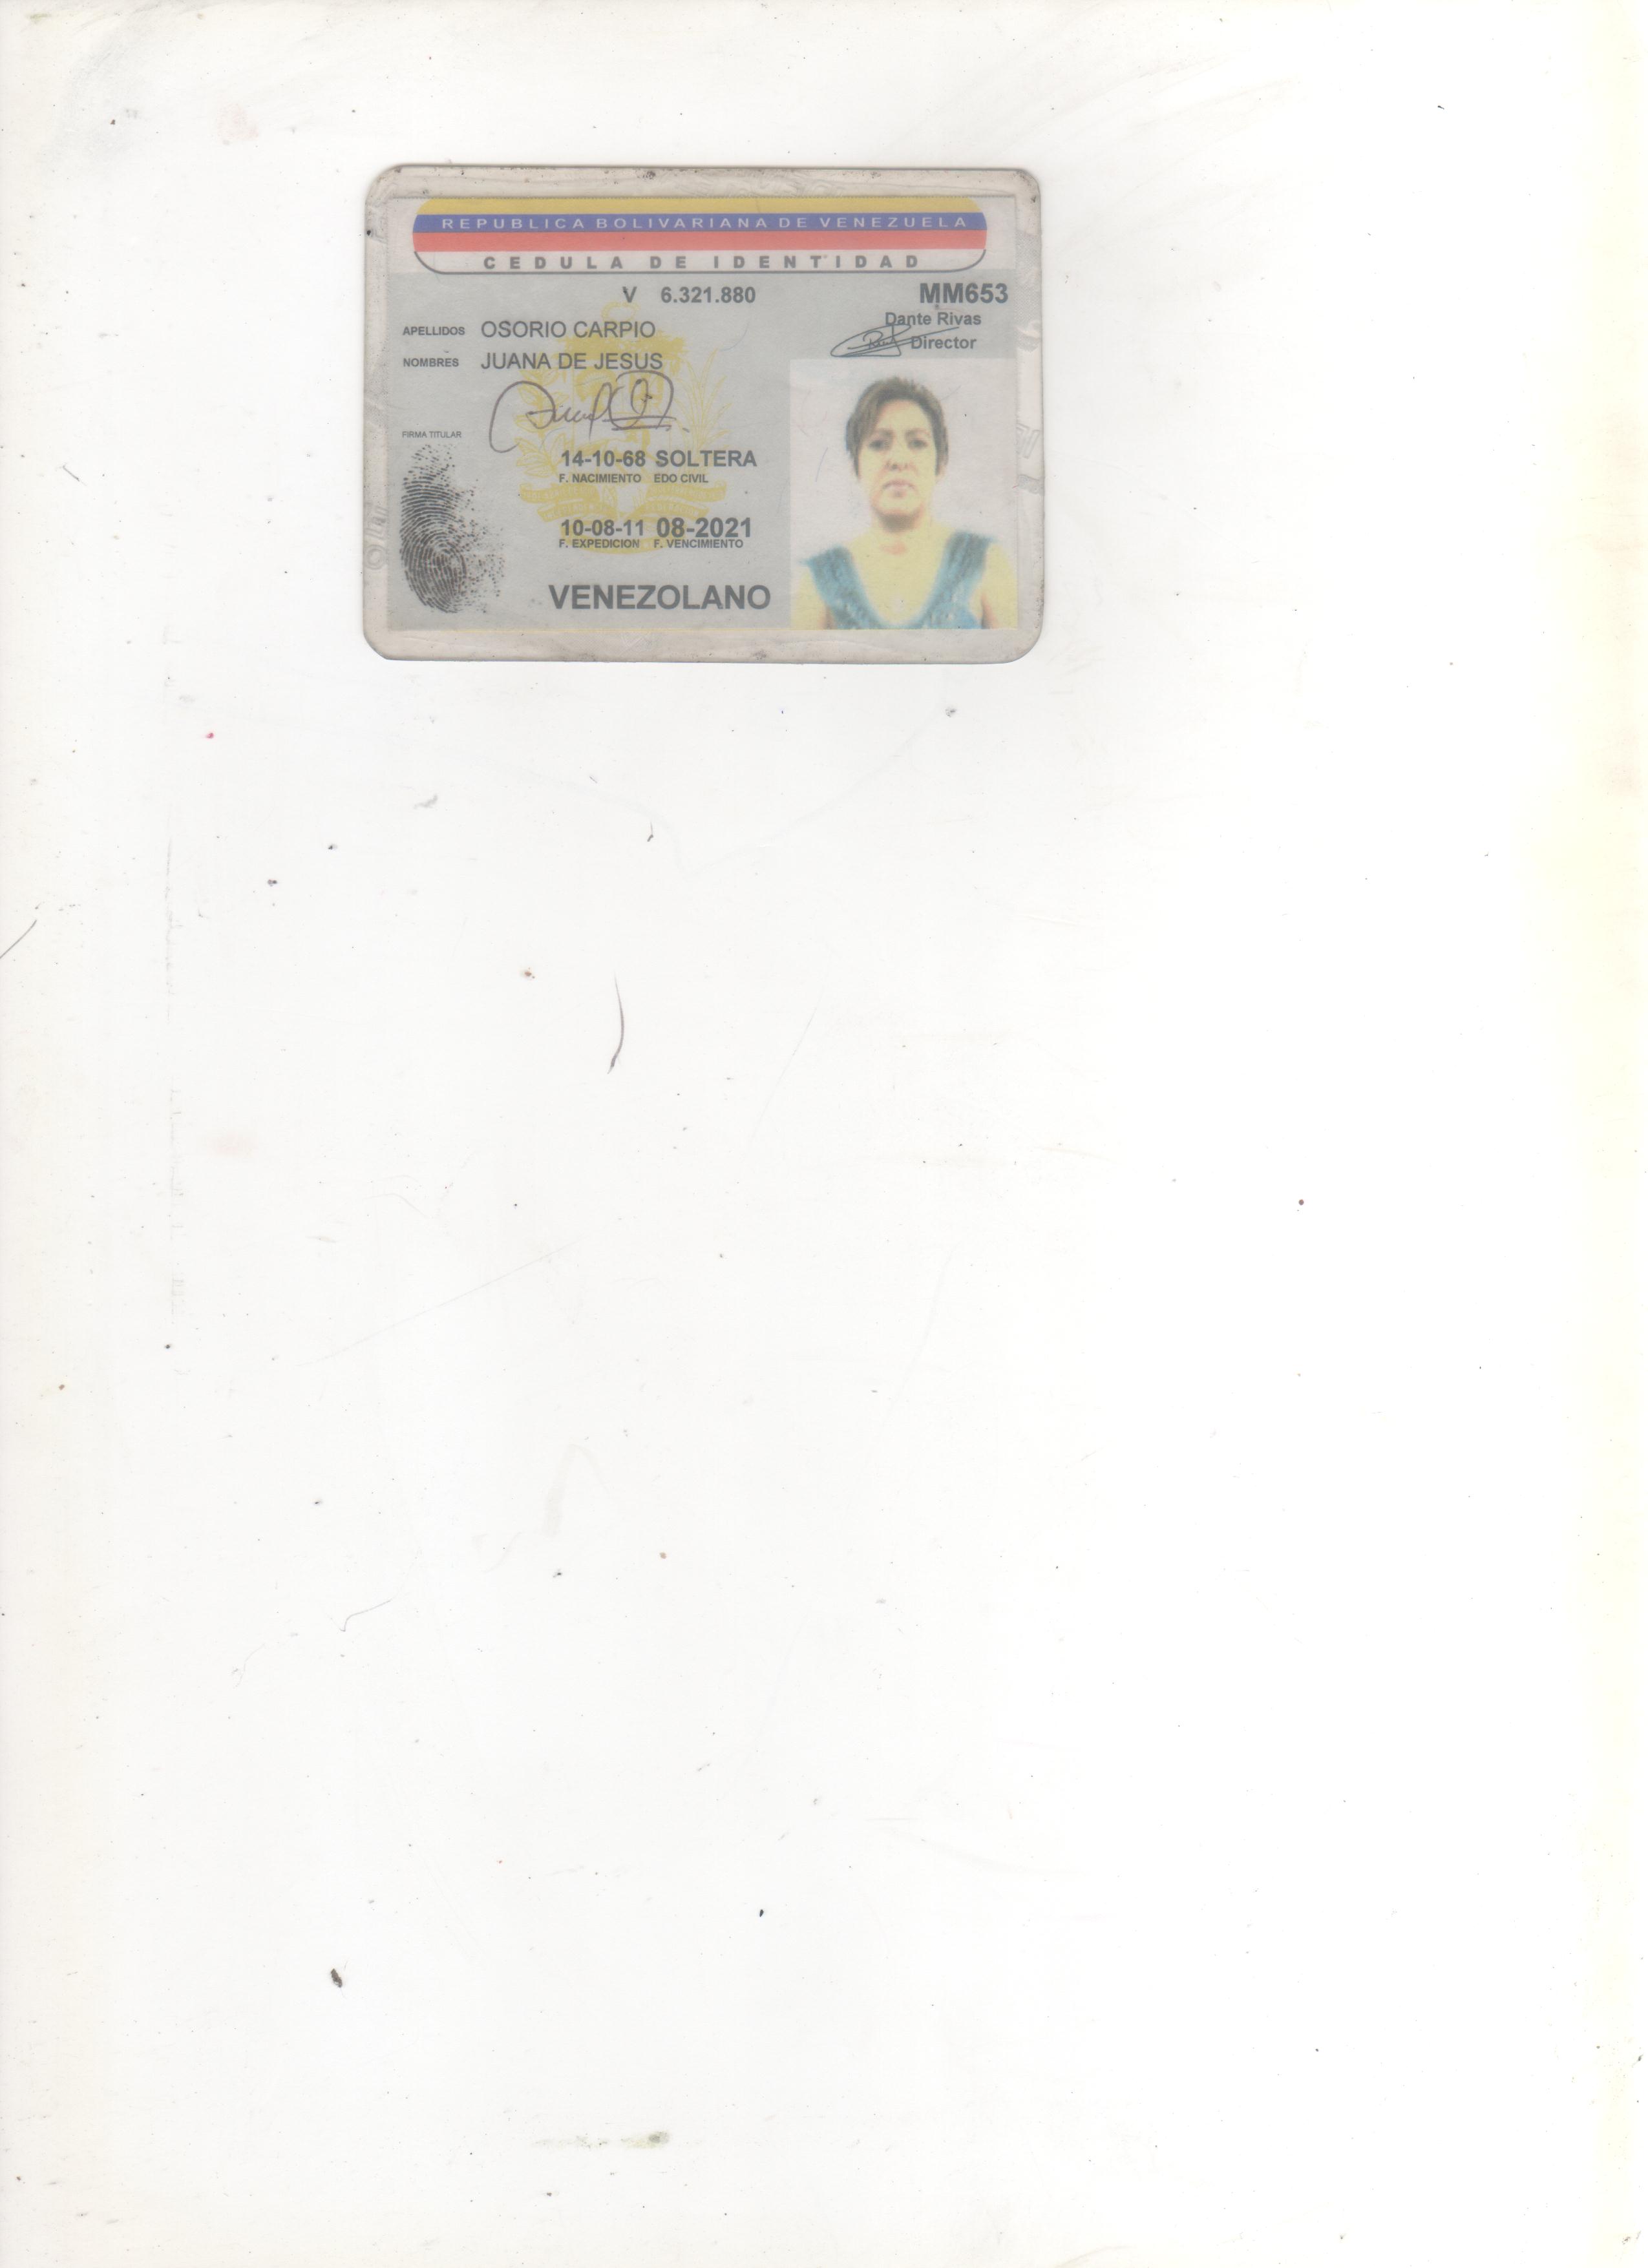 REPUBLICA BOLIVARIANA DE VENEZUELA
CEDULA DE IDENTIDAD
V 6.321.880 MM653
Dante Rivas
Director
APELLIDOS OSORIO CARPIO
NOMBRES JUANA DE JESUS
FIRMA TITULAR
14-10-68 SOLTERA
F. NACIMIENTO EDO CIVIL
10-08-11 08-2021
F. EXPEDICION F. VENCIMIENTO
VENEZOLANO